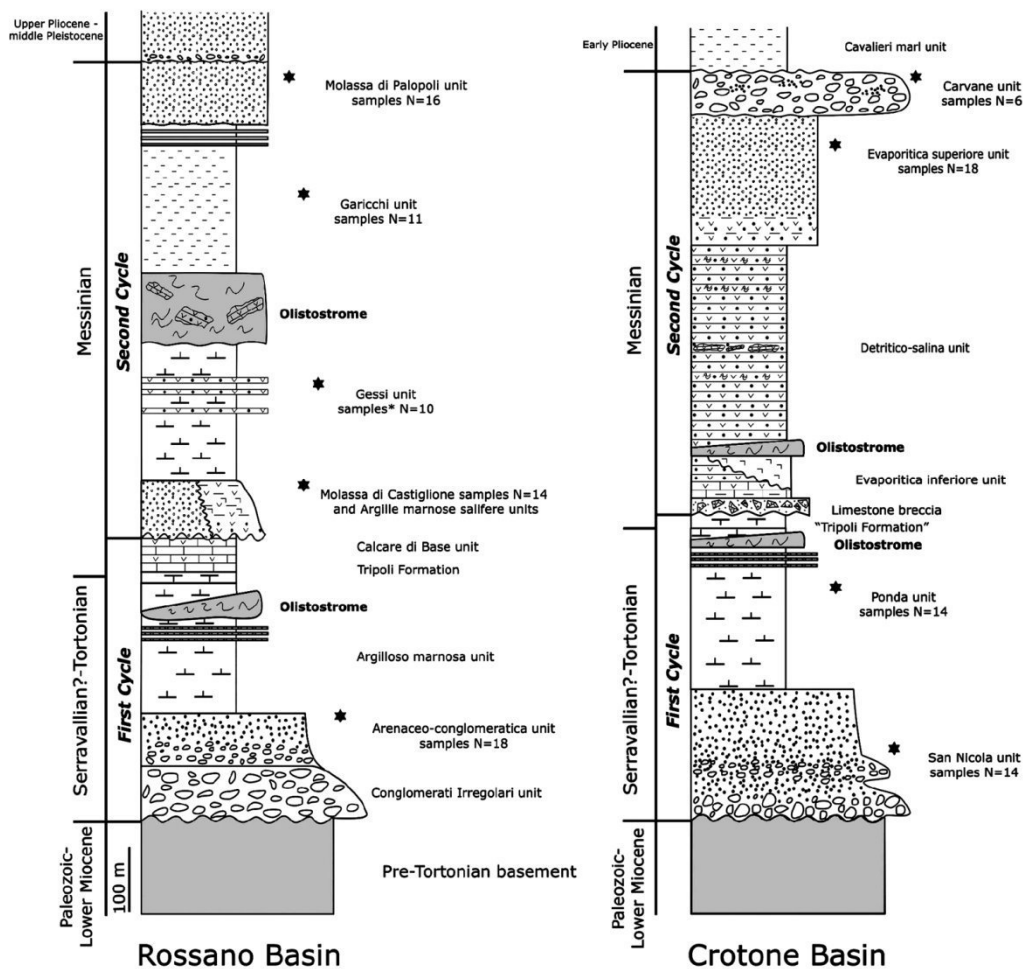 Upper Pliocene -
middle Pleistocene
Messinian
Serravallian?-Tortonian
Paleozoic-
Lower Miocene
Second Cycle
First Cycle
100 m
Molassa di Palopoli unit
samples N=16
Garicchi unit
samples N=11
Olistostrome
Gessi unit
samples* N=10
Molassa di Castiglione samples N=14
and Argille marnose salifere units
Calcare di Base unit
Tripoli Formation
Olistostrome
Argilloso marnosa unit
Arenaceo-conglomeratica unit
samples N=18
Conglomerati Irregolari unit
Pre-Tortonian basement
Rossano Basin
Early Pliocene
Messinian
Serravallian?-Tortonian
Paleozoic-
Lower Miocene
Second Cycle
First Cycle
Cavalieri marl unit
Carvane unit
samples N=6
Evaporitica superiore unit
samples N=18
Detritico-salina unit
Olistostrome
Evaporitica inferiore unit
Limestone breccia
"Tripoli Formation"
Olistostrome
Ponda unit
samples N=14
San Nicola unit
samples N=14
Crotone Basin